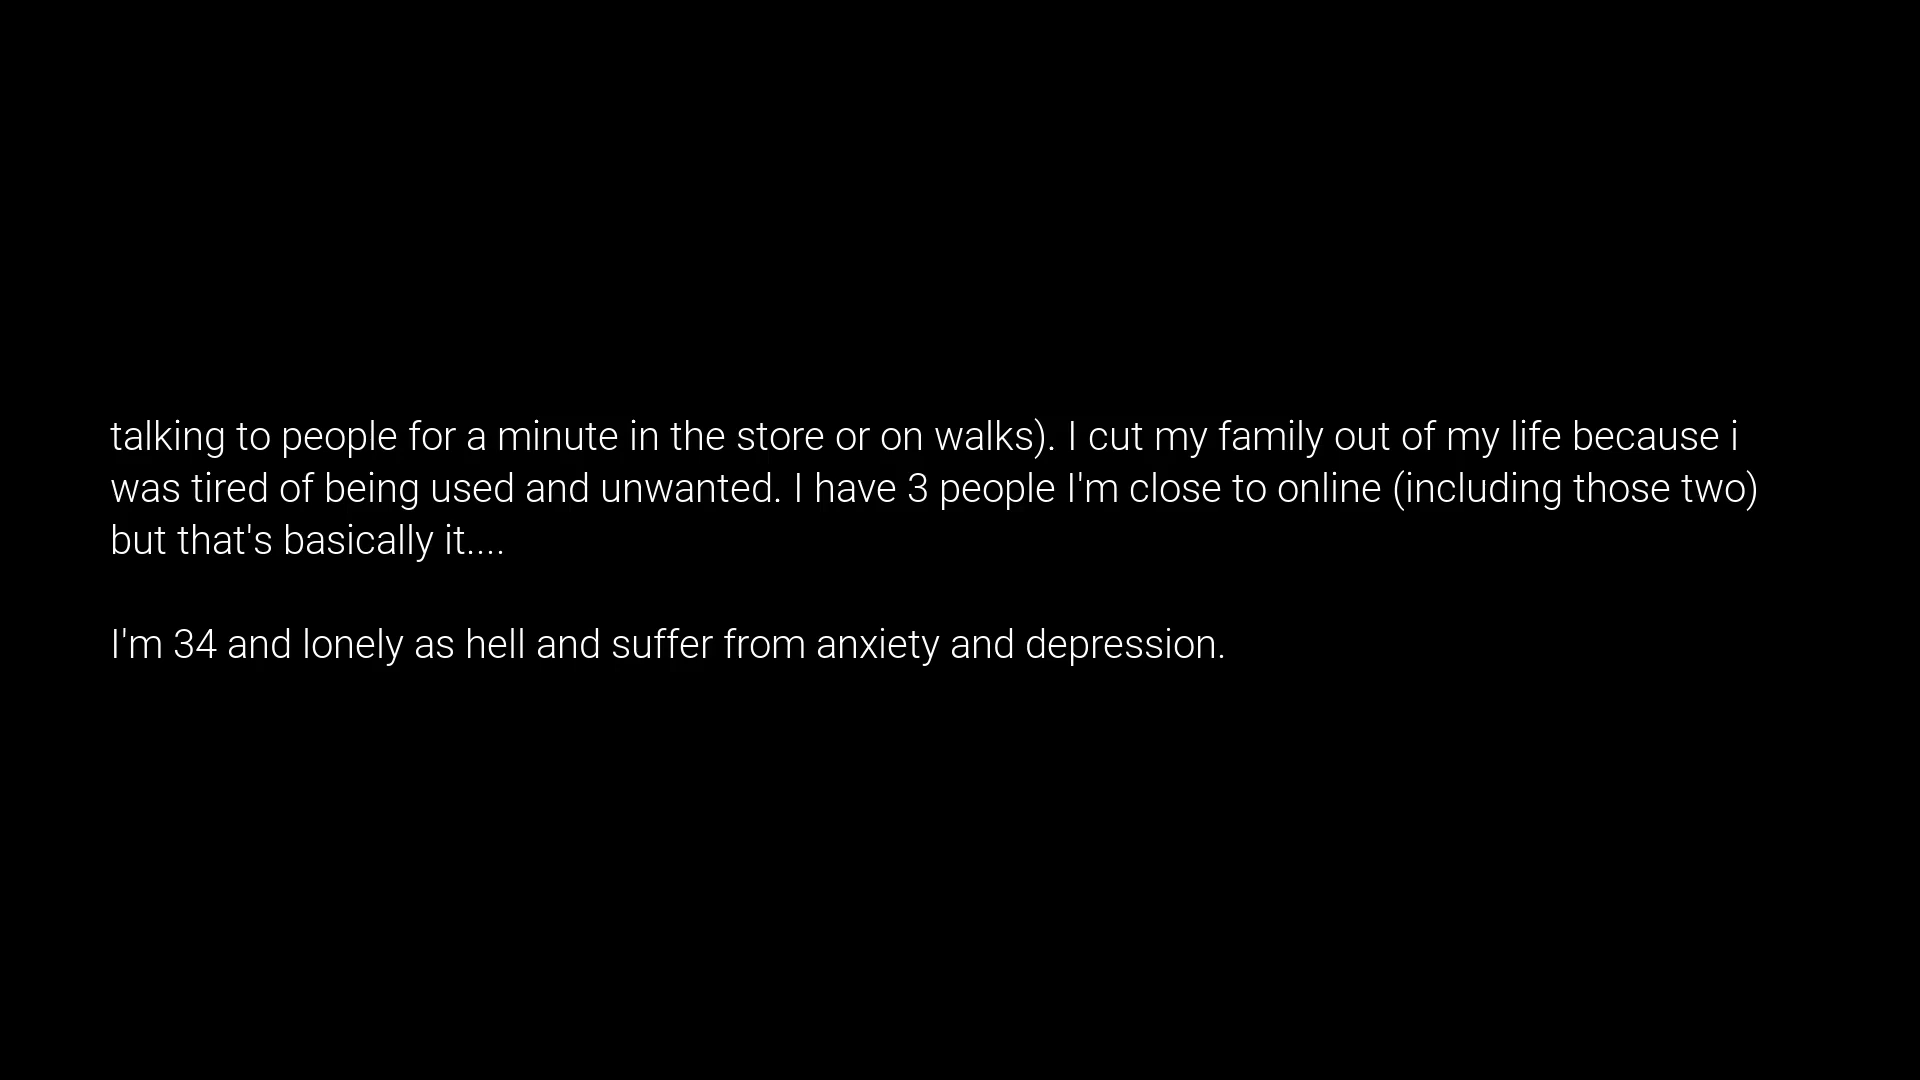 talking to people for a minute in the store or on walks). I cut my family out of my life because i
was tired of being used and unwanted. I have 3 people I'm close to online (including those two)
but that's basically it....
I'm 34 and lonely as hell and suffer from anxiety and depression.